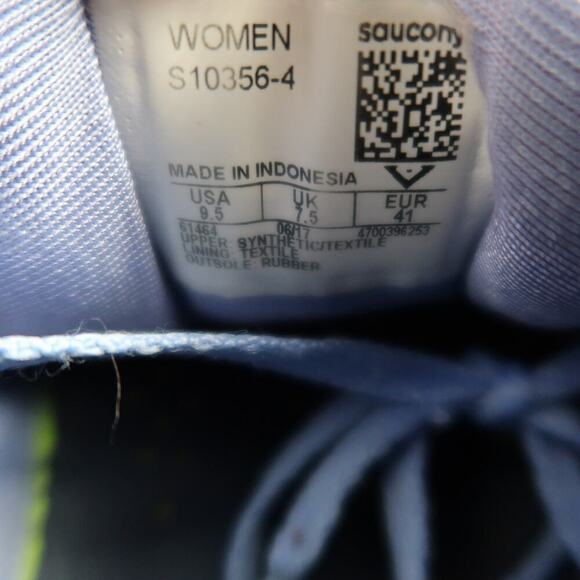 WOMEN saucony
S10356-4
MADE IN INDONESIA
USA UK EUR
9.5 7.5 41
61464 06/17 4700396253
UPPER: SYNTHETIC/TEXTILE
LINING: TEXTILE
OUTSOLE: RUBBER